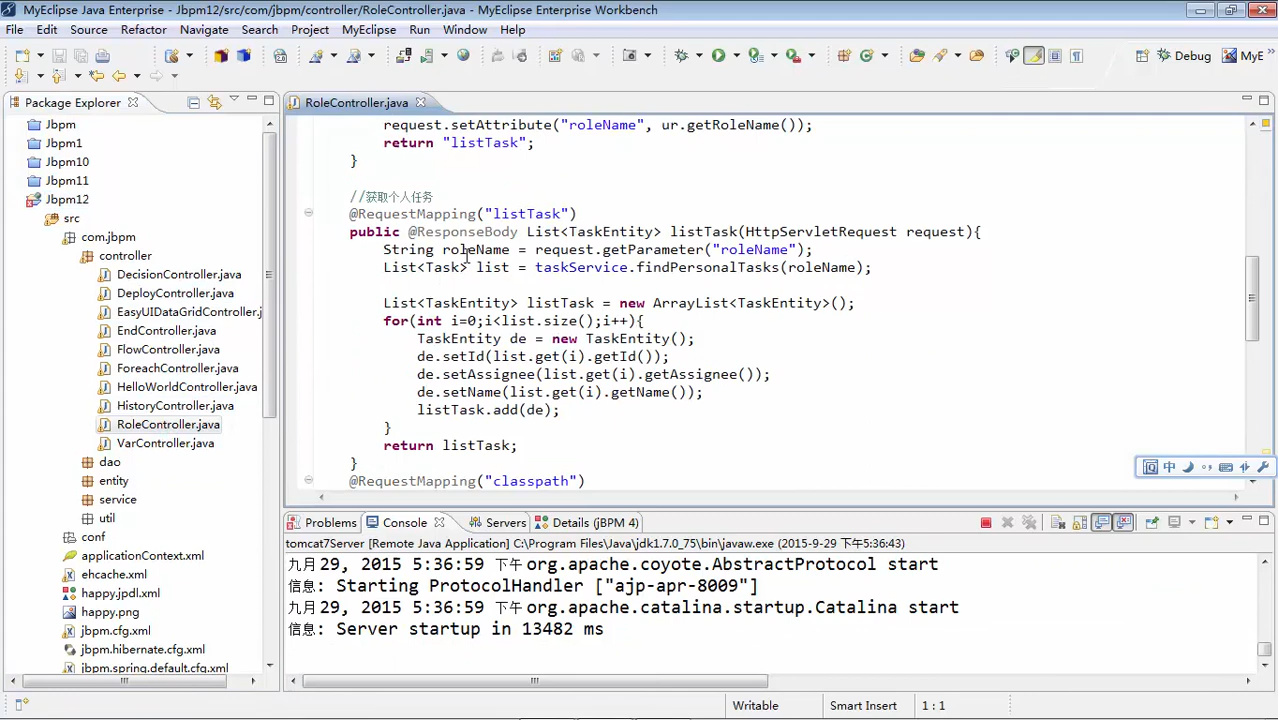 MyEclipse Java Enterprise - Jbpm12/src/com/jbpm/controller/RoleController.java - MyEclipse Enterprise Workbench
File Edit Source Refactor Navigate Search Project MyEclipse Run Window Help
Debug MyE
Package Explorer
Jbpm
Jbpm1
Jbpm10
Jbpm11
Jbpm12
src
com.jbpm
controller
DecisionController.java
DeployController.java
EasyUIDataGridController.j
EndController.java
FlowController.java
ForeachController.java
HelloWorldController.java
HistoryController.java
RoleController.java
VarController.java
dao
entity
service
util
conf
applicationContext.xml
ehcache.xml
happy.jpdl.xml
happy.png
jbpm.cfg.xml
jbpm.hibernate.cfg.xml
jbpm.spring.default.cfg.xml
RoleController.java
request.setAttribute("roleName", ur.getRoleName());
return "listTask";
}
//获取个人任务
@RequestMapping("listTask")
public @ResponseBody List<TaskEntity> listTask(HttpServletRequest request){
String roleName = request.getParameter("roleName");
List<Task> list = taskService.findPersonalTasks(roleName);
List<TaskEntity> listTask = new ArrayList<TaskEntity>();
for(int i=0;i<list.size();i++){
TaskEntity de = new TaskEntity();
de.setId(list.get(i).getId());
de.setAssignee(list.get(i).getAssignee());
de.setName(list.get(i).getName());
listTask.add(de);
}
return listTask;
}
@RequestMapping("classpath")
中
Problems Console Servers Details (jBPM 4)
tomcat7Server [Remote Java Application] C:\Program Files\Java\jdk1.7.0_75\bin\javaw.exe (2015-9-29 下午5:36:43)
九月 29, 2015 5:36:59 下午 org.apache.coyote.AbstractProtocol start
信息: Starting ProtocolHandler ["ajp-apr-8009"]
九月 29, 2015 5:36:59 下午 org.apache.catalina.startup.Catalina start
信息: Server startup in 13482 ms
Writable Smart Insert 1 : 1